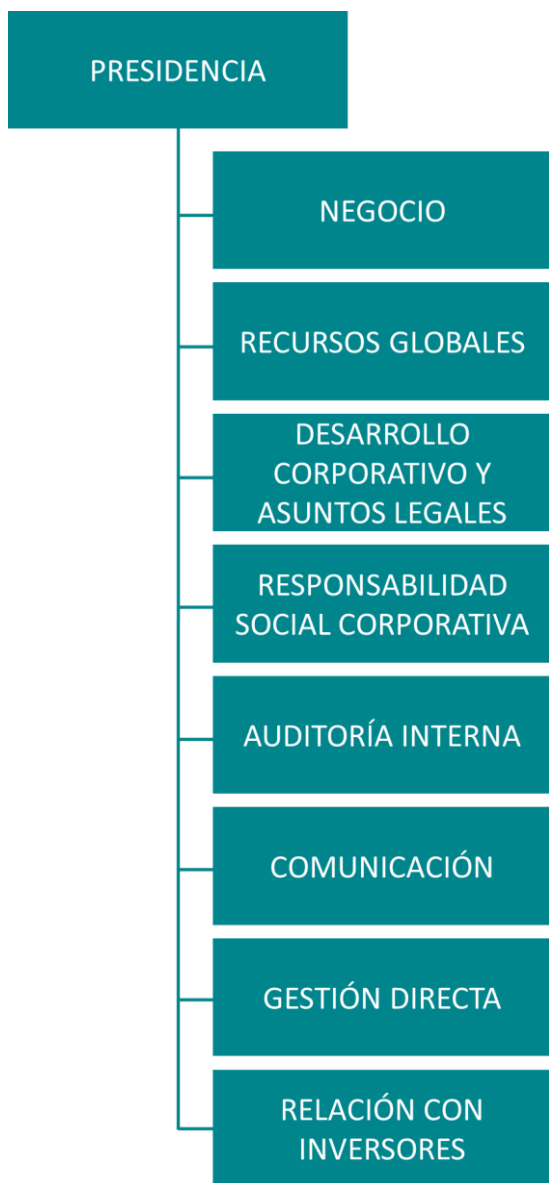 PRESIDENCIA
NEGOCIO
RECURSOS GLOBALES
DESARROLLO
CORPORATIVO Y
ASUNTOS LEGALES
RESPONSABILIDAD
SOCIAL CORPORATIVA
AUDITORÍA INTERNA
COMUNICACIÓN
GESTIÓN DIRECTA
RELACIÓN CON
INVERSORES